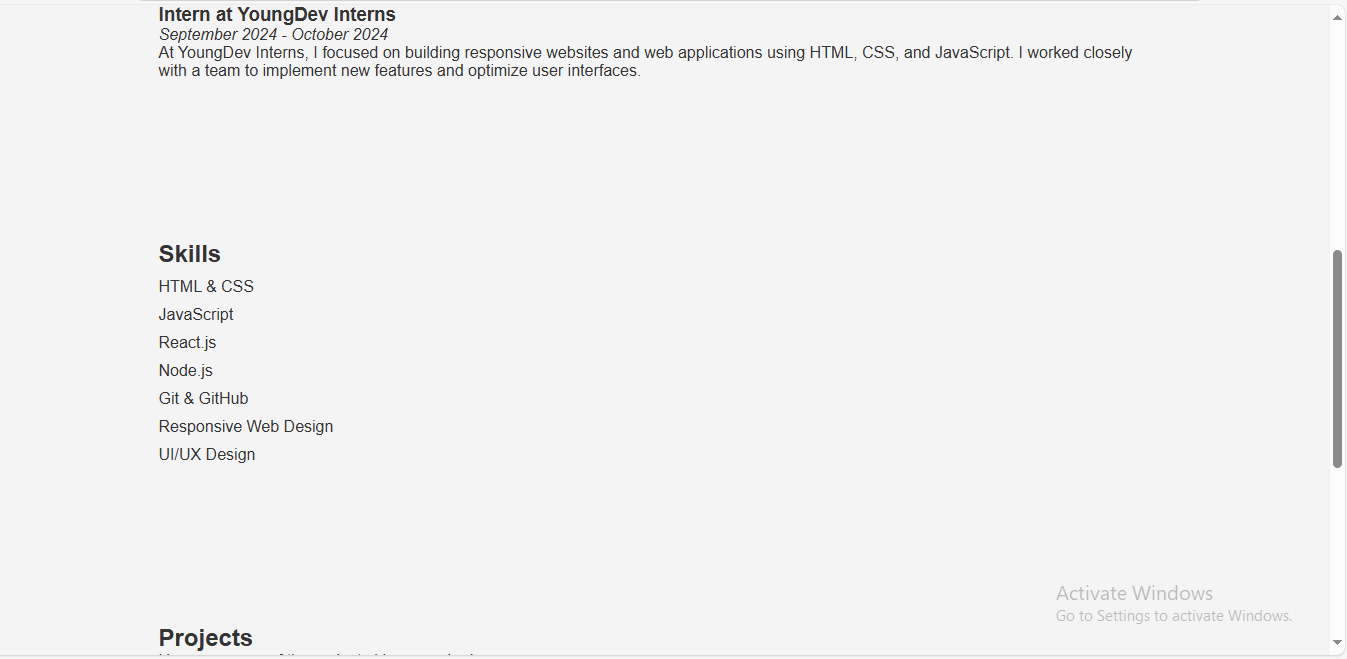 Intern at YoungDev Interns
September 2024 - October 2024
At YoungDev Interns, I focused on building responsive websites and web applications using HTML, CSS, and JavaScript. I worked closely
with a team to implement new features and optimize user interfaces.
Skills
HTML & CSS
JavaScript
React.js
Node.js
Git & GitHub
Responsive Web Design
UI/UX Design
Activate Windows
Go to Settings to activate Windows.
Projects